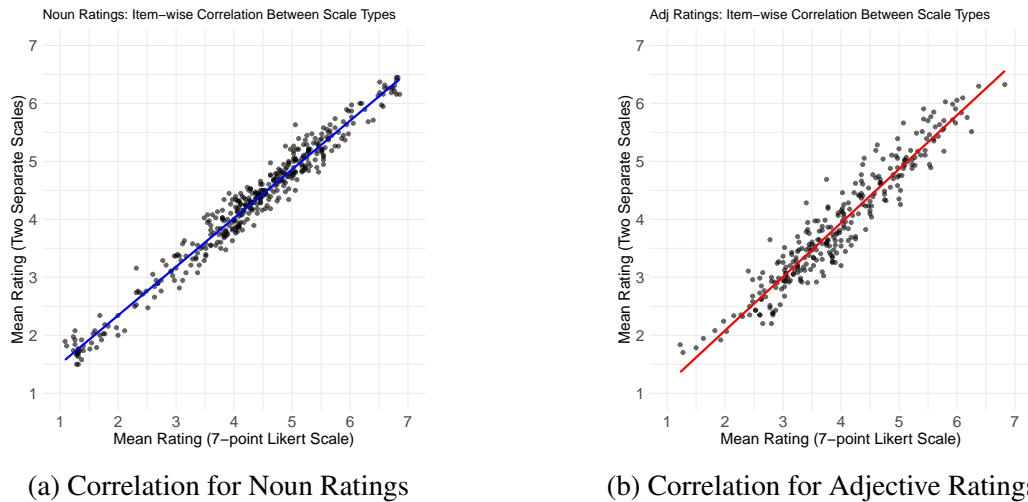 Noun Ratings: Item−wise Correlation Between Scale Types
7
6
5
4
3
2
1
Mean Rating (Two Separate Scales)
1 2 3 4 5 6 7
Mean Rating (7−point Likert Scale)
(a) Correlation for Noun Ratings
Adj Ratings: Item−wise Correlation Between Scale Types
7
6
5
4
3
2
1
Mean Rating (Two Separate Scales)
1 2 3 4 5 6 7
Mean Rating (7−point Likert Scale)
(b) Correlation for Adjective Ratings